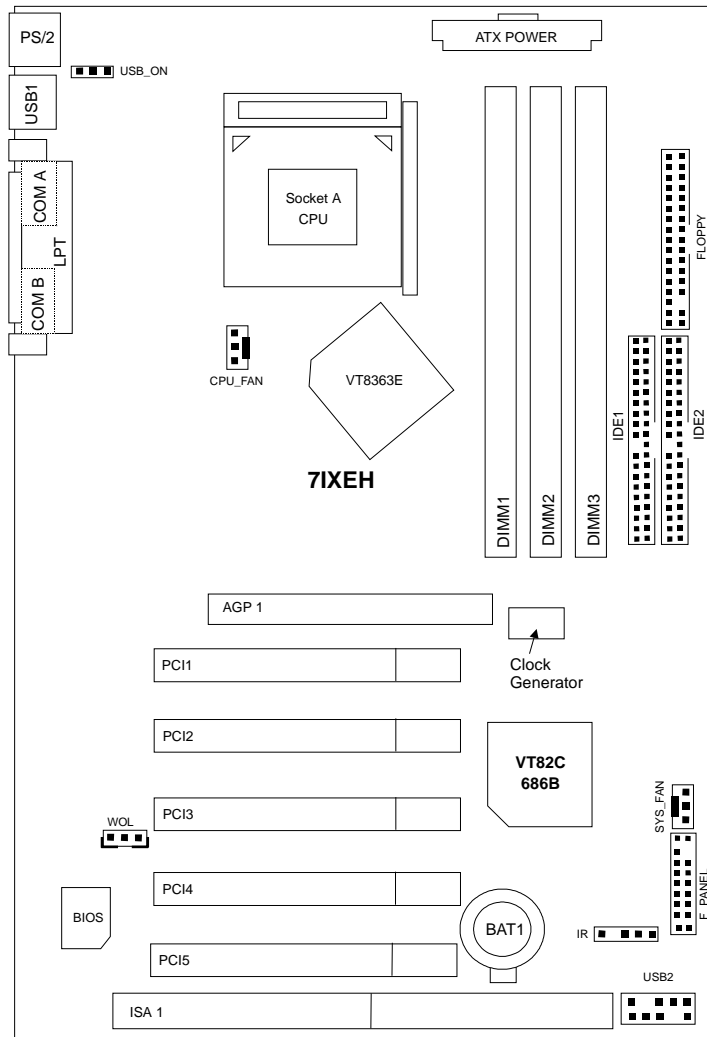 PS/2
ATX POWER
USB_ON
USB1
COM A
Socket A
CPU
FLOPPY
LPT
COM B
CPU_FAN
VT8363E
IDE1
IDE2
7IXEH
DIMM1
DIMM2
DIMM3
AGP 1
Clock
Generator
PCI1
PCI2
VT82C
686B
SYS_FAN
PCI3
WOL
PCI4
F_PANEL
BIOS
BAT1
IR
PCI5
USB2
ISA 1